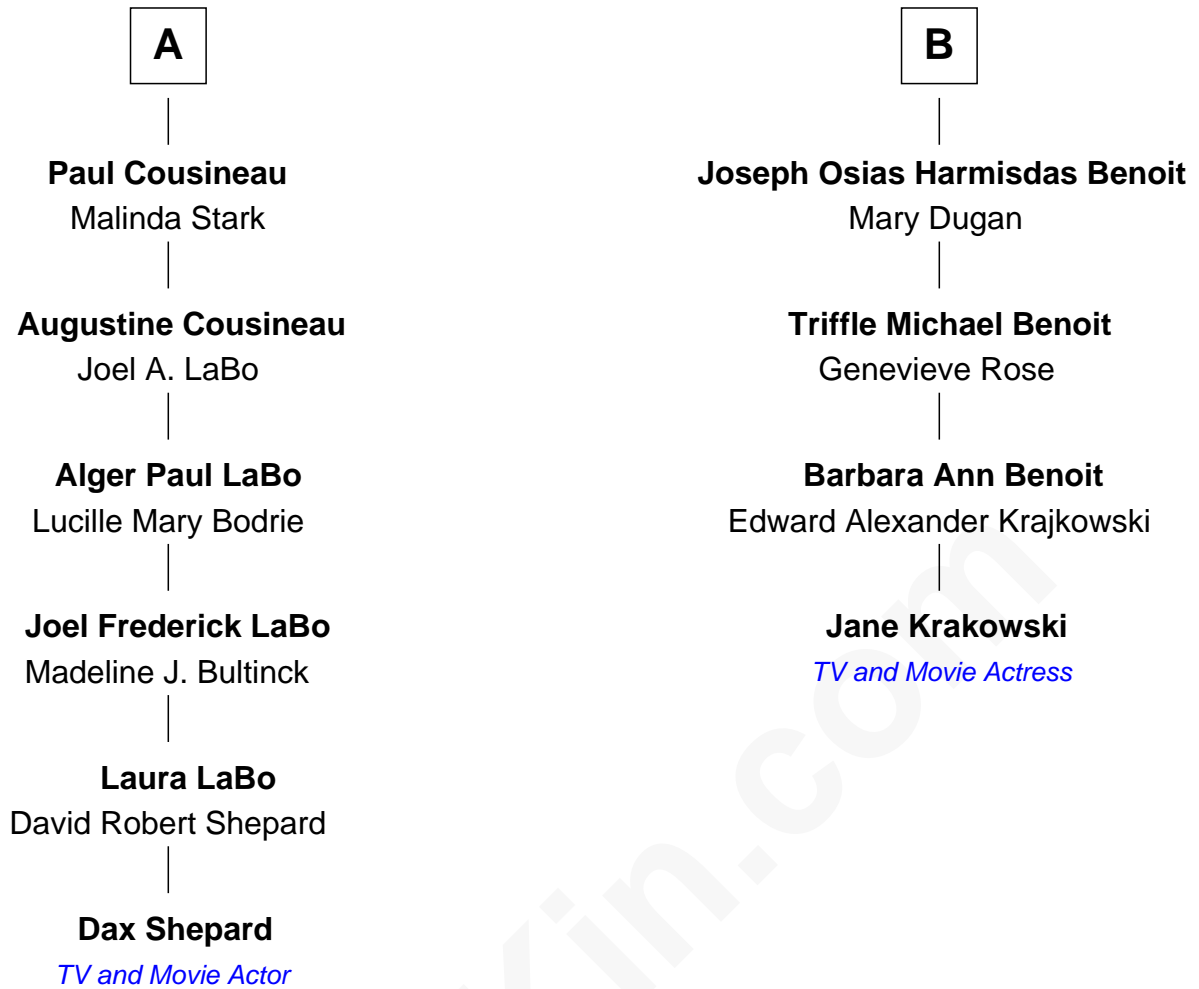 A
Paul Cousineau
Malinda Stark
Augustine Cousineau
Joel A. LaBo
Alger Paul LaBo
Lucille Mary Bodrie
Joel Frederick LaBo
Madeline J. Bultinck
Laura LaBo
David Robert Shepard
Dax Shepard
TV and Movie Actor
B
Joseph Osias Harmisdas Benoit
Mary Dugan
Triffle Michael Benoit
Genevieve Rose
Barbara Ann Benoit
Edward Alexander Krajkowski
Jane Krakowski
TV and Movie Actress